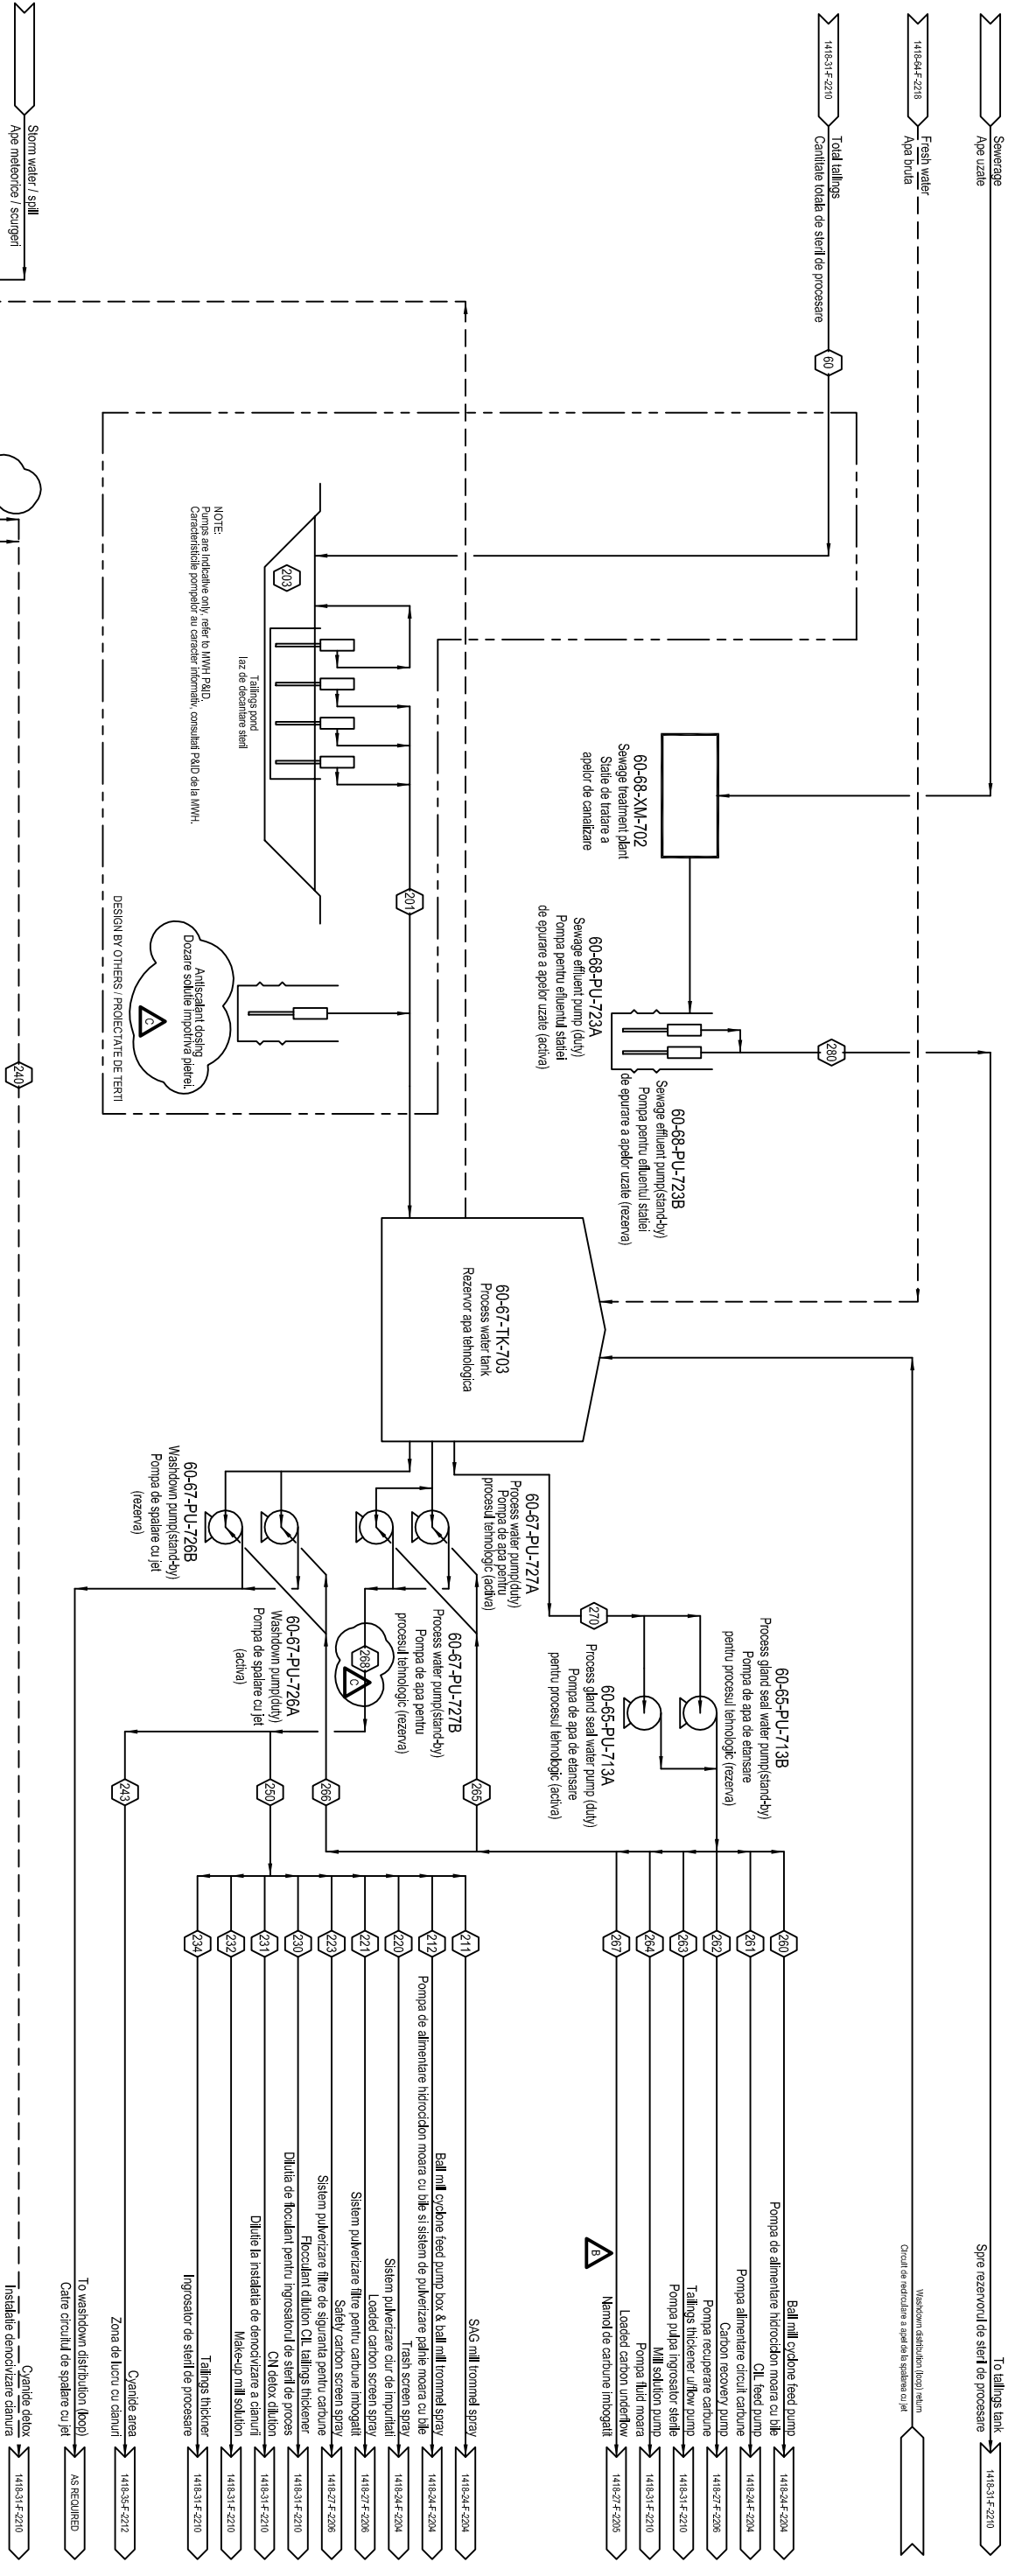 Sewerage
Ape uzate
1418-64-F-2218
Fresh water
Apa bruta
1418-31-F-2210
Total tailings
Cantitate totala de steril de procesare
60
Storm water / spill
Ape meteorice / scurgeri
203
NOTE:
Pumps are indicative only, refer to MWH P&ID.
Caracteristicile pompelor au caracter informativ, consultati P&ID de la MWH.
Tailings pond
Iaz de decantare steril
201
Antiscalant dosing
Dozare solutie impotriva pietrei.
C
DESIGN BY OTHERS / PROIECTATE DE TERTI
240
60-68-XM-702
Sewage treatment plant
Statie de tratare a
apelor de canalizare
60-68-PU-723A
Sewage effluent pump (duty)
Pompa pentru efluentul statiei
de epurare a apelor uzate (activa)
280
60-68-PU-723B
Sewage effluent pump(stand-by)
Pompa pentru efluentul statiei
de epurare a apelor uzate (rezerva)
60-67-TK-703
Process water tank
Rezervor apa tehnologica
60-67-PU-726B
Washdown pump(stand-by)
Pompa de spalare cu jet
(rezerva)
60-67-PU-727A
Process water pump(duty)
Pompa de apa pentru
procesul tehnologic (activa)
270
60-67-PU-726A
Washdown pump(duty)
Pompa de spalare cu jet
(activa)
268
C
60-67-PU-727B
Process water pump(stand-by)
Pompa de apa pentru
procesul tehnologic (rezerva)
60-65-PU-713A
Process gland seal water pump (duty)
Pompa de apa de etansare
pentru procesul tehnologic (activa)
60-65-PU-713B
Process gland seal water pump(stand-by)
Pompa de apa de etansare
pentru procesul tehnologic (rezerva)
243
250
266
265
To tailings tank
Spre rezervorul de steril de procesare
1418-31-F-2210
Washdown distribution (loop) return
Circuit de recirculare a apei de la spalarea cu jet
260
Ball mill cyclone feed pump
Pompa de alimentare hidrociclon moara cu bile
1418-24-F-2204
261
CIL feed pump
Pompa alimentare circuit carbune
1418-24-F-2204
262
Carbon recovery pump
Pompa recuperare carbune
1418-27-F-2206
263
Tailings thickener u/flow pump
Pompa pulpa ingrosator sterile
1418-31-F-2210
264
Mill solution pump
Pompa fluid moara
1418-31-F-2210
267
Loaded carbon underflow
Namol de carbune imbogatit
1418-27-F-2205
B
211
SAG mill trommel spray
1418-24-F-2204
212
Ball mill cyclone feed pump box & ball mill trommel spray
Pompa de alimentare hidrociclon moara cu bile si sistem de pulverizare palnie moara cu bile
1418-24-F-2204
220
Trash screen spray
Sistem pulverizare ciur de impuritati
1418-24-F-2204
221
Loaded carbon screen spray
Sistem pulverizare filtre pentru carbune imbogatit
1418-27-F-2206
223
Safety carbon screen spray
Sistem pulverizare filtre de siguranta pentru carbune
1418-27-F-2206
230
Flocculant dilution CIL tailings thickener
Dilutia de floculant pentru ingrosatorul de steril de proces
1418-31-F-2210
231
CN detox dilution
Dilutie la instalatia de denocivizare a cianurii
1418-31-F-2210
232
Make-up mill solution
1418-31-F-2210
234
Tailings thickner
Ingrosator de steril de procesare
1418-31-F-2210
Cyanide area
Zona de lucru cu cianuri
1418-35-F-2212
To washdown distribution (loop)
Catre circuitul de spalare cu jet
AS REQUIRED
Cyanide detox
Instalatie denocivizare cianura
1418-31-F-2210